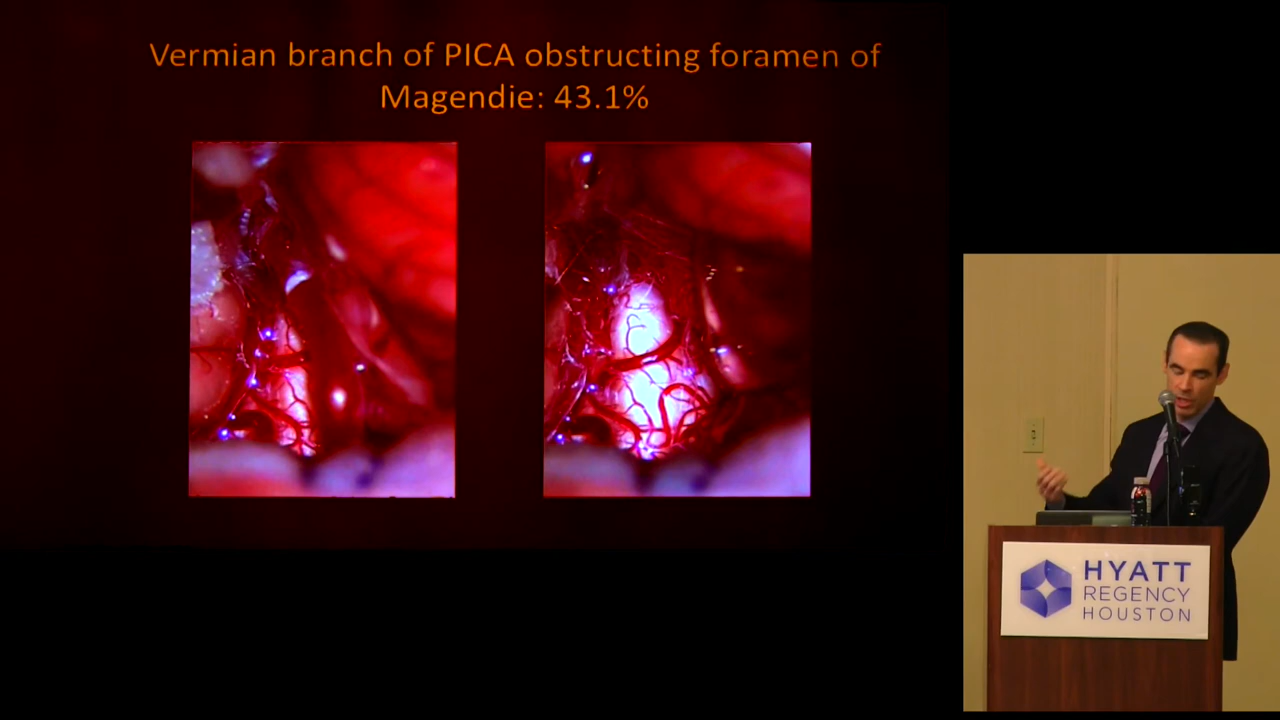 Vermian branch of PICA obstructing foramen of
Magendie: 43.1%
HYATT
REGENCY
HOUSTON